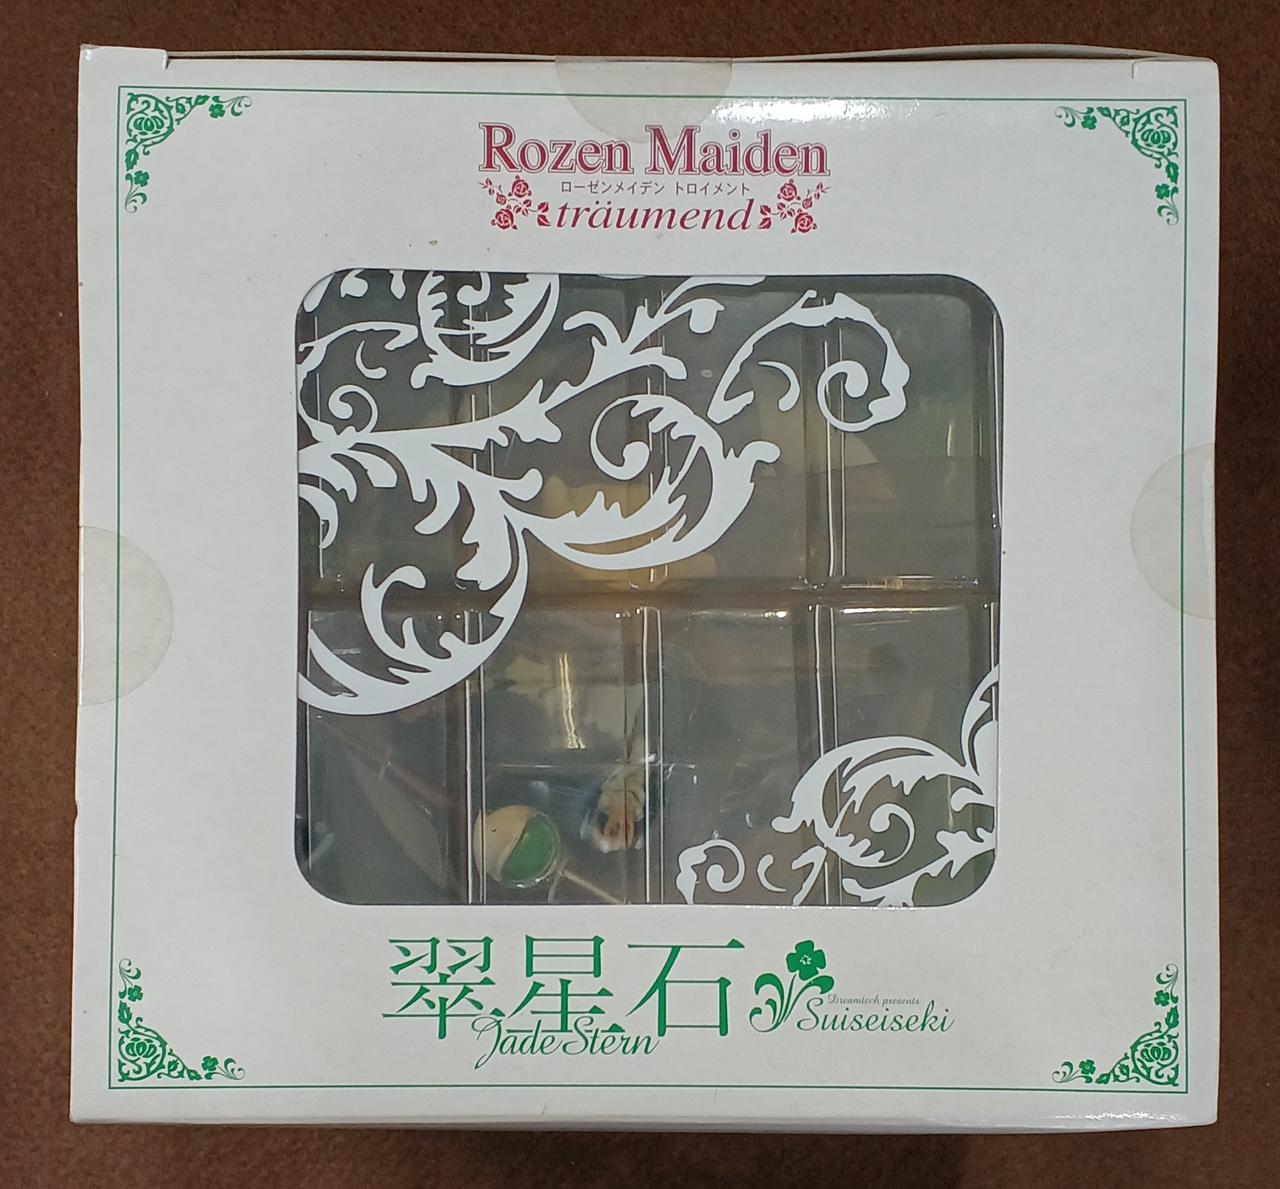 Rozen Maiden
ローゼンメイデン トロイメント
träumend
翠星石
Jade Stern
Dreamtech presents
Suiseiseki